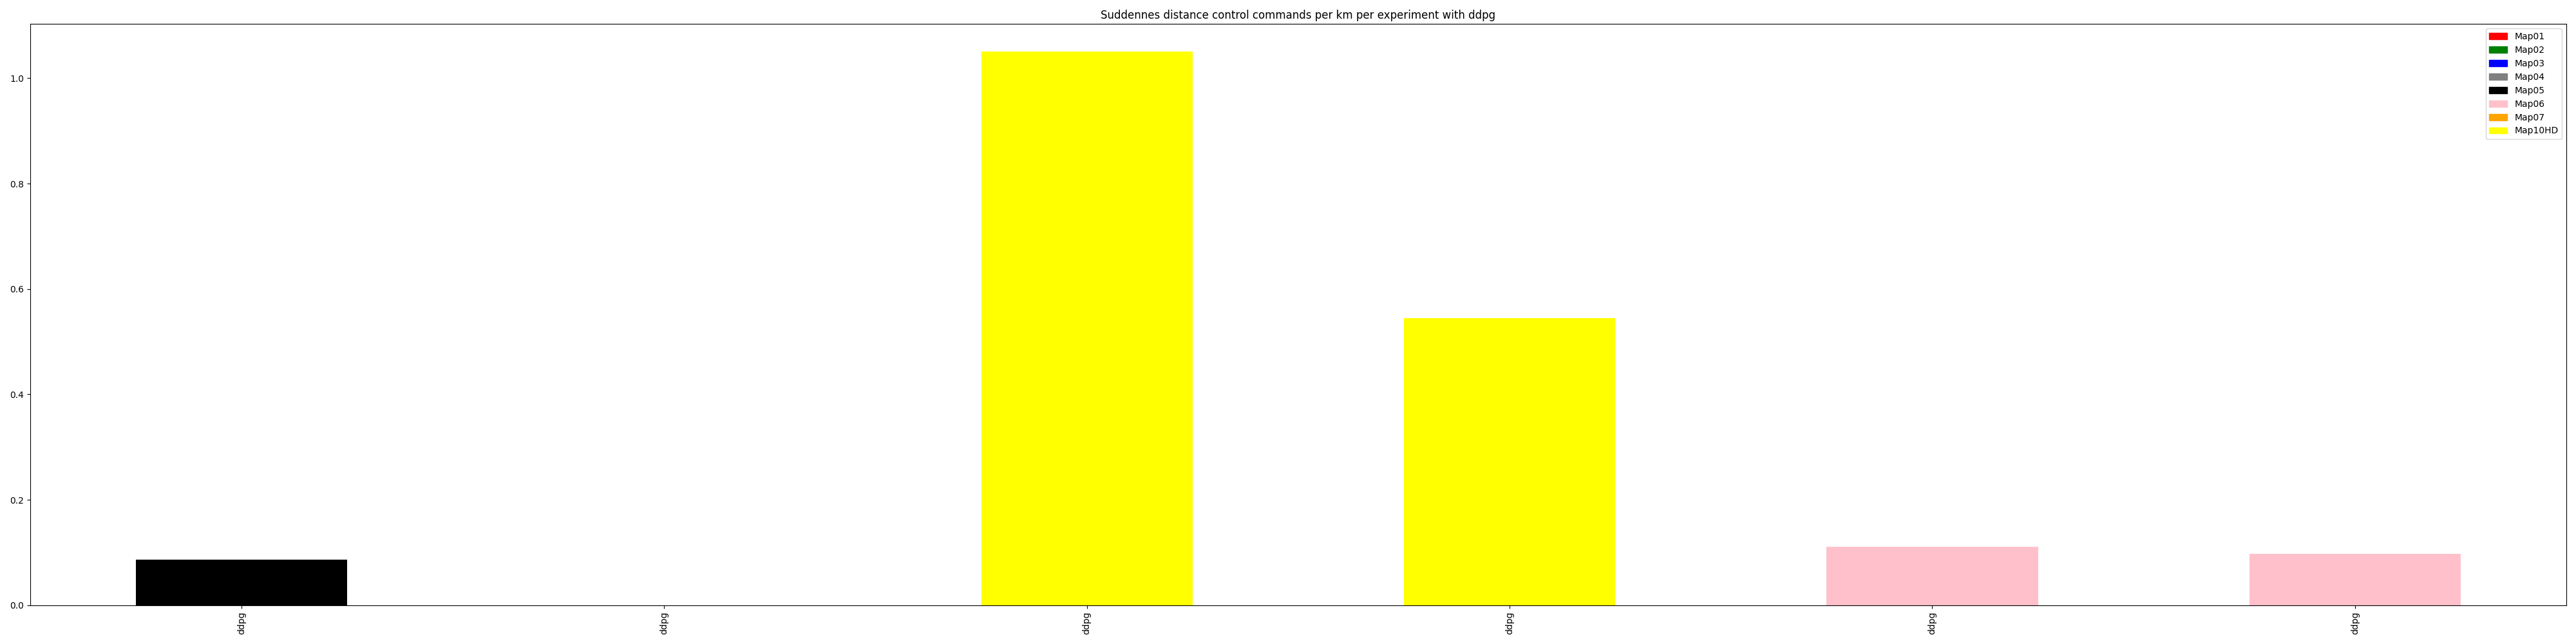 Suddennes distance control commands per km per experiment with ddpg
Map01
Map02
Map03
Map04
Map05
Map06
Map07
Map10HD
1.0
0.8
0.6
0.4
0.2
0.0
ddpg
ddpg
ddpg
ddpg
ddpg
ddpg